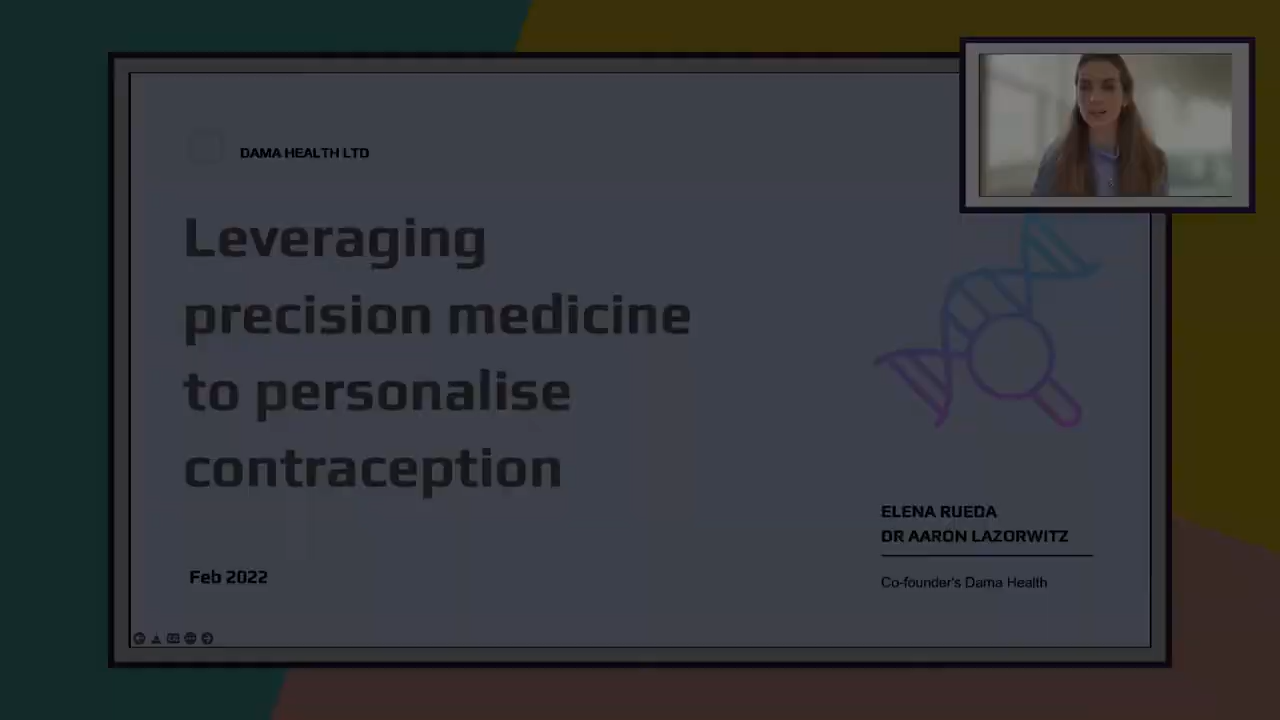 DAMA HEALTH LTD
Leveraging
precision medicine
to personalise
contraception
ELENA RUEDA
DR AARON LAZORWITZ
Feb 2022
Co-founder's Dama Health